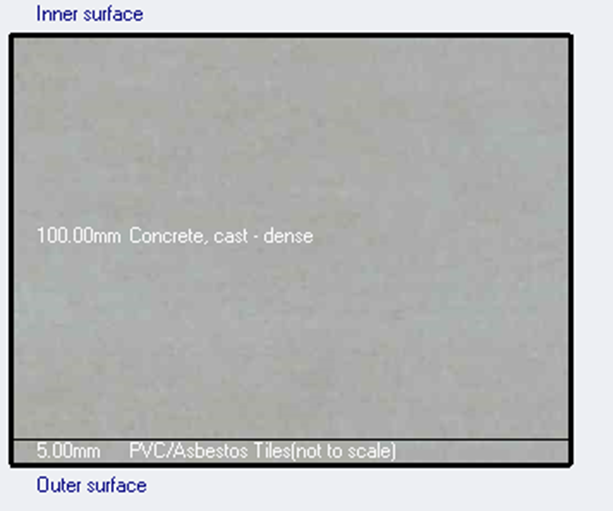 Inner surface
100.00mm Concrete, cast - dense
5.00mm PVC/Asbestos Tiles(not to scale)
Outer surface